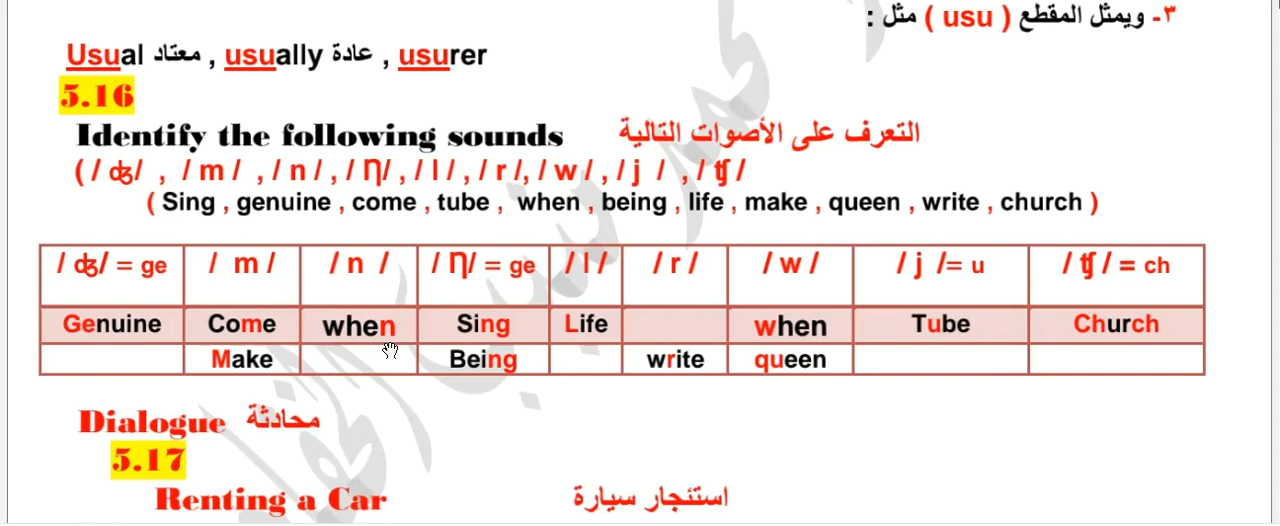 ٣- ويمثل المقطع ( usu ) مثل :
Usual معتاد , usually عادة , usurer
5.16
Identify the following sounds التعرف على الأصوات التالية
( / ʤ / , / m / , / n / , / Ƞ / , / l / , / r / , / w / , / j / , / ʧ /
( Sing , genuine , come , tube , when , being , life , make , queen , write , church )
/ ʤ / = ge / m / / n / / Ƞ / = ge / l / / r / / w / / j /= u / ʧ / = ch
Genuine Come when Sing Life when Tube Church
Make Being write queen
Dialogue محادثة
5.17
Renting a Car استئجار سيارة